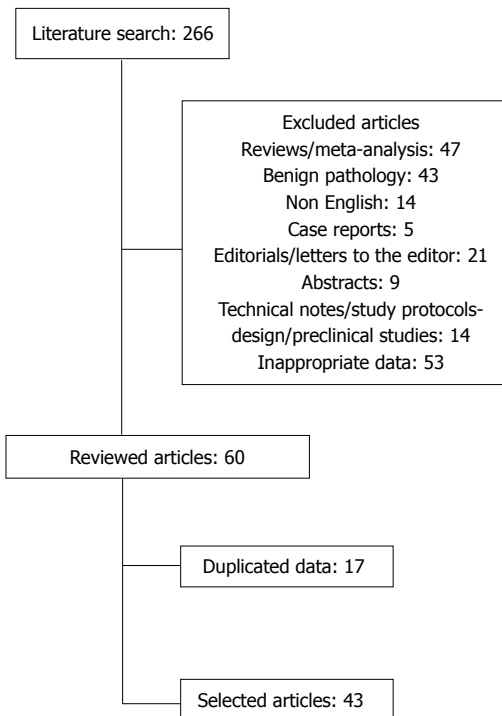 Literature search: 266
Excluded articles
Reviews/meta-analysis: 47
Benign pathology: 43
Non English: 14
Case reports: 5
Editorials/letters to the editor: 21
Abstracts: 9
Technical notes/study protocols-
design/preclinical studies: 14
Inappropriate data: 53
Reviewed articles: 60
Duplicated data: 17
Selected articles: 43